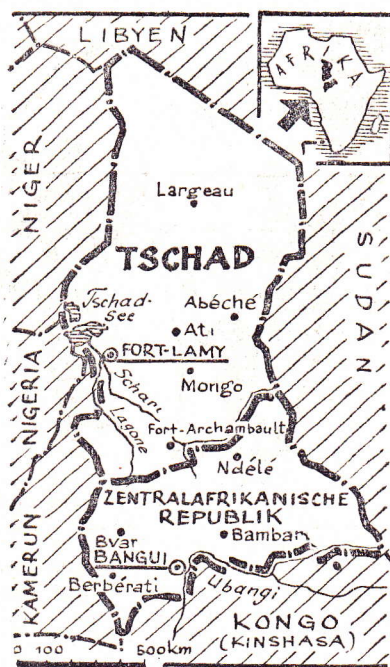 LIBYEN
AFRIKA
NIGER
Largeau
TSCHAD
SUDAN
Tschad-
see
Abéché
Ati
FORT-LAMY
NIGERIA
Schari
Mongo
Logone
Fort-Archambault
Ndélé
ZENTRALAFRIKANISCHE
REPUBLIK
KAMERUN
Bvar
Bambari
BANGUI
Berbérati
Ubangi
KONGO
(KINSHASA)
0 100 500km